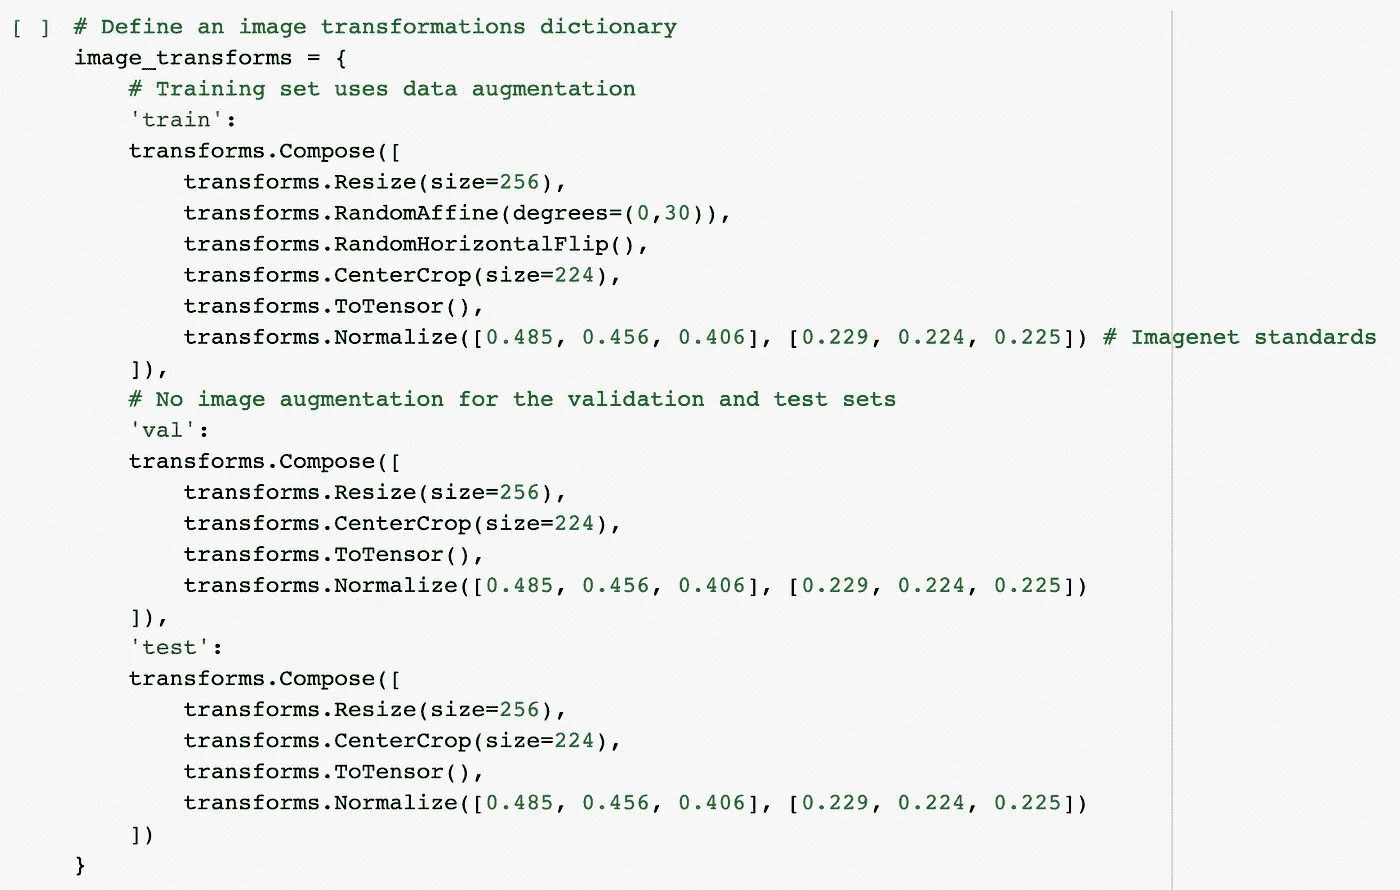 [ ] # Define an image transformations dictionary
image_transforms = {
    # Training set uses data augmentation
    'train':
    transforms.Compose([
        transforms.Resize(size=256),
        transforms.RandomAffine(degrees=(0,30)),
        transforms.RandomHorizontalFlip(),
        transforms.CenterCrop(size=224),
        transforms.ToTensor(),
        transforms.Normalize([0.485, 0.456, 0.406], [0.229, 0.224, 0.225]) # Imagenet standards
    ]),
    # No image augmentation for the validation and test sets
    'val':
    transforms.Compose([
        transforms.Resize(size=256),
        transforms.CenterCrop(size=224),
        transforms.ToTensor(),
        transforms.Normalize([0.485, 0.456, 0.406], [0.229, 0.224, 0.225])
    ]),
    'test':
    transforms.Compose([
        transforms.Resize(size=256),
        transforms.CenterCrop(size=224),
        transforms.ToTensor(),
        transforms.Normalize([0.485, 0.456, 0.406], [0.229, 0.224, 0.225])
    ])
}